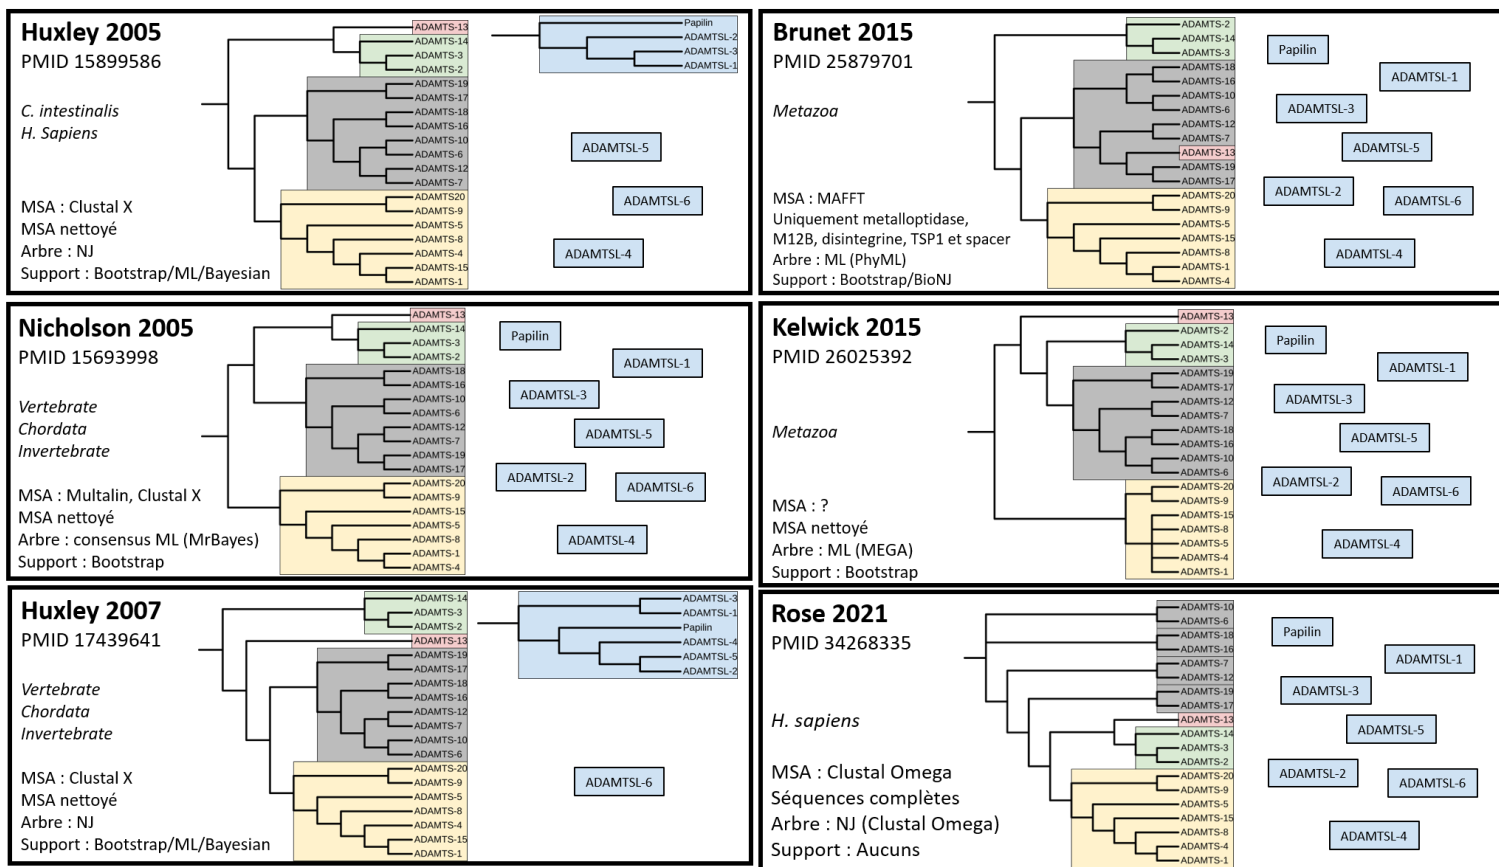 Huxley 2005
PMID 15899586
C. intestinalis
H. Sapiens
MSA : Clustal X
MSA nettoyé
Arbre : NJ
Support : Bootstrap/ML/Bayesian
ADAMTS-13
ADAMTS-14
ADAMTS-3
ADAMTS-2
ADAMTS-19
ADAMTS-17
ADAMTS-18
ADAMTS-16
ADAMTS-10
ADAMTS-6
ADAMTS-12
ADAMTS-7
ADAMTS20
ADAMTS-9
ADAMTS-5
ADAMTS-8
ADAMTS-4
ADAMTS-15
ADAMTS-1
Papilin
ADAMTSL-2
ADAMTSL-3
ADAMTSL-1
ADAMTSL-5
ADAMTSL-6
ADAMTSL-4
Brunet 2015
PMID 25879701
Metazoa
MSA : MAFFT
Uniquement metalloptidase,
M12B, disintegrine, TSP1 et spacer
Arbre : ML (PhyML)
Support : Bootstrap/BioNJ
ADAMTS-2
ADAMTS-14
ADAMTS-3
ADAMTS-18
ADAMTS-16
ADAMTS-10
ADAMTS-6
ADAMTS-12
ADAMTS-7
ADAMTS-13
ADAMTS-19
ADAMTS-17
ADAMTS-20
ADAMTS-9
ADAMTS-5
ADAMTS-15
ADAMTS-8
ADAMTS-1
ADAMTS-4
Papilin
ADAMTSL-1
ADAMTSL-3
ADAMTSL-5
ADAMTSL-2
ADAMTSL-6
ADAMTSL-4
Nicholson 2005
PMID 15693998
Vertebrate
Chordata
Invertebrate
MSA : Multalin, Clustal X
MSA nettoyé
Arbre: consensus ML (MrBayes)
Support : Bootstrap
ADAMTS-13
ADAMTS-14
ADAMTS-3
ADAMTS-2
ADAMTS-18
ADAMTS-16
ADAMTS-10
ADAMTS-6
ADAMTS-12
ADAMTS-7
ADAMTS-19
ADAMTS-17
ADAMTS-20
ADAMTS-9
ADAMTS-15
ADAMTS-5
ADAMTS-8
ADAMTS-1
ADAMTS-4
Papilin
ADAMTSL-1
ADAMTSL-3
ADAMTSL-5
ADAMTSL-2
ADAMTSL-6
ADAMTSL-4
Kelwick 2015
PMID 26025392
Metazoa
MSA : ?
MSA nettoyé
Arbre : ML (MEGA)
Support : Bootstrap
ADAMTS-13
ADAMTS-2
ADAMTS-14
ADAMTS-3
ADAMTS-19
ADAMTS-17
ADAMTS-12
ADAMTS-7
ADAMTS-18
ADAMTS-16
ADAMTS-10
ADAMTS-6
ADAMTS-20
ADAMTS-9
ADAMTS-15
ADAMTS-8
ADAMTS-5
ADAMTS-4
ADAMTS-1
Papilin
ADAMTSL-1
ADAMTSL-3
ADAMTSL-5
ADAMTSL-2
ADAMTSL-6
ADAMTSL-4
Huxley 2007
PMID 17439641
Vertebrate
Chordata
Invertebrate
MSA : Clustal X
MSA nettoyé
Arbre : NJ
Support : Bootstrap/ML/Bayesian
ADAMTS-14
ADAMTS-3
ADAMTS-2
ADAMTS-13
ADAMTS-19
ADAMTS-17
ADAMTS-18
ADAMTS-16
ADAMTS-12
ADAMTS-7
ADAMTS-10
ADAMTS-6
ADAMTS-20
ADAMTS-9
ADAMTS-5
ADAMTS-8
ADAMTS-4
ADAMTS-15
ADAMTS-1
ADAMTSL-3
ADAMTSL-1
Papilin
ADAMTSL-4
ADAMTSL-5
ADAMTSL-2
ADAMTSL-6
Rose 2021
PMID 34268335
H. sapiens
MSA : Clustal Omega
Séquences complètes
Arbre : NJ (Clustal Omega)
Support : Aucuns
ADAMTS-10
ADAMTS-6
ADAMTS-18
ADAMTS-16
ADAMTS-7
ADAMTS-12
ADAMTS-19
ADAMTS-17
ADAMTS-13
ADAMTS-14
ADAMTS-3
ADAMTS-2
ADAMTS-20
ADAMTS-9
ADAMTS-5
ADAMTS-15
ADAMTS-8
ADAMTS-4
ADAMTS-1
Papilin
ADAMTSL-1
ADAMTSL-3
ADAMTSL-5
ADAMTSL-2
ADAMTSL-6
ADAMTSL-4